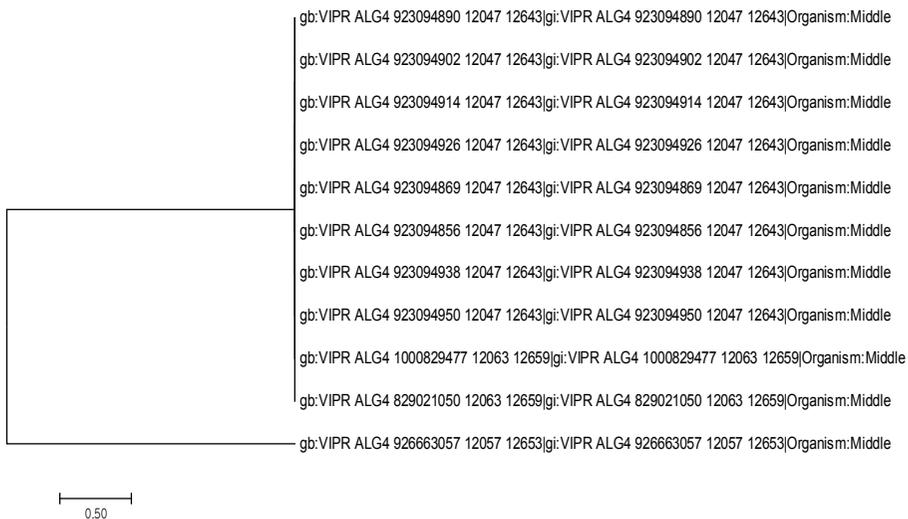 gb:VIPR ALG4 923094890 12047 12643|gi:VIPR ALG4 923094890 12047 12643|Organism:Middle
gb:VIPR ALG4 923094902 12047 12643|gi:VIPR ALG4 923094902 12047 12643|Organism:Middle
gb:VIPR ALG4 923094914 12047 12643|gi:VIPR ALG4 923094914 12047 12643|Organism:Middle
gb:VIPR ALG4 923094926 12047 12643|gi:VIPR ALG4 923094926 12047 12643|Organism:Middle
gb:VIPR ALG4 923094869 12047 12643|gi:VIPR ALG4 923094869 12047 12643|Organism:Middle
gb:VIPR ALG4 923094856 12047 12643|gi:VIPR ALG4 923094856 12047 12643|Organism:Middle
gb:VIPR ALG4 923094938 12047 12643|gi:VIPR ALG4 923094938 12047 12643|Organism:Middle
gb:VIPR ALG4 923094950 12047 12643|gi:VIPR ALG4 923094950 12047 12643|Organism:Middle
gb:VIPR ALG4 1000829477 12063 12659|gi:VIPR ALG4 1000829477 12063 12659|Organism:Middle
gb:VIPR ALG4 829021050 12063 12659|gi:VIPR ALG4 829021050 12063 12659|Organism:Middle
gb:VIPR ALG4 926663057 12057 12653|gi:VIPR ALG4 926663057 12057 12653|Organism:Middle
0.50